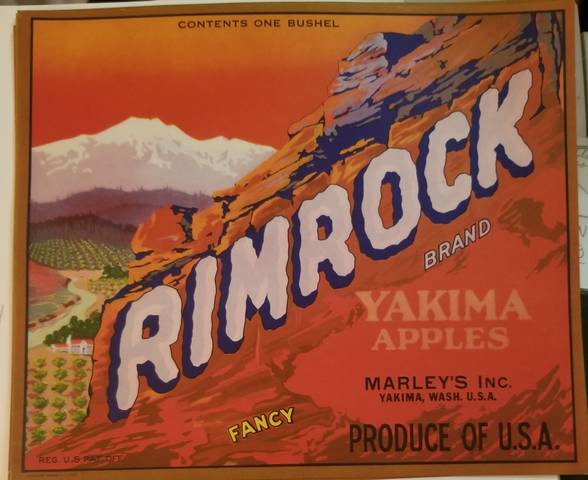 CONTENTS ONE BUSHEL
RIMROCK
BRAND
YAKIMA
APPLES
MARLEY'S INC.
YAKIMA, WASH. U.S.A.
FANCY
PRODUCE OF U.S.A.
REG. U.S. PAT. OFF.